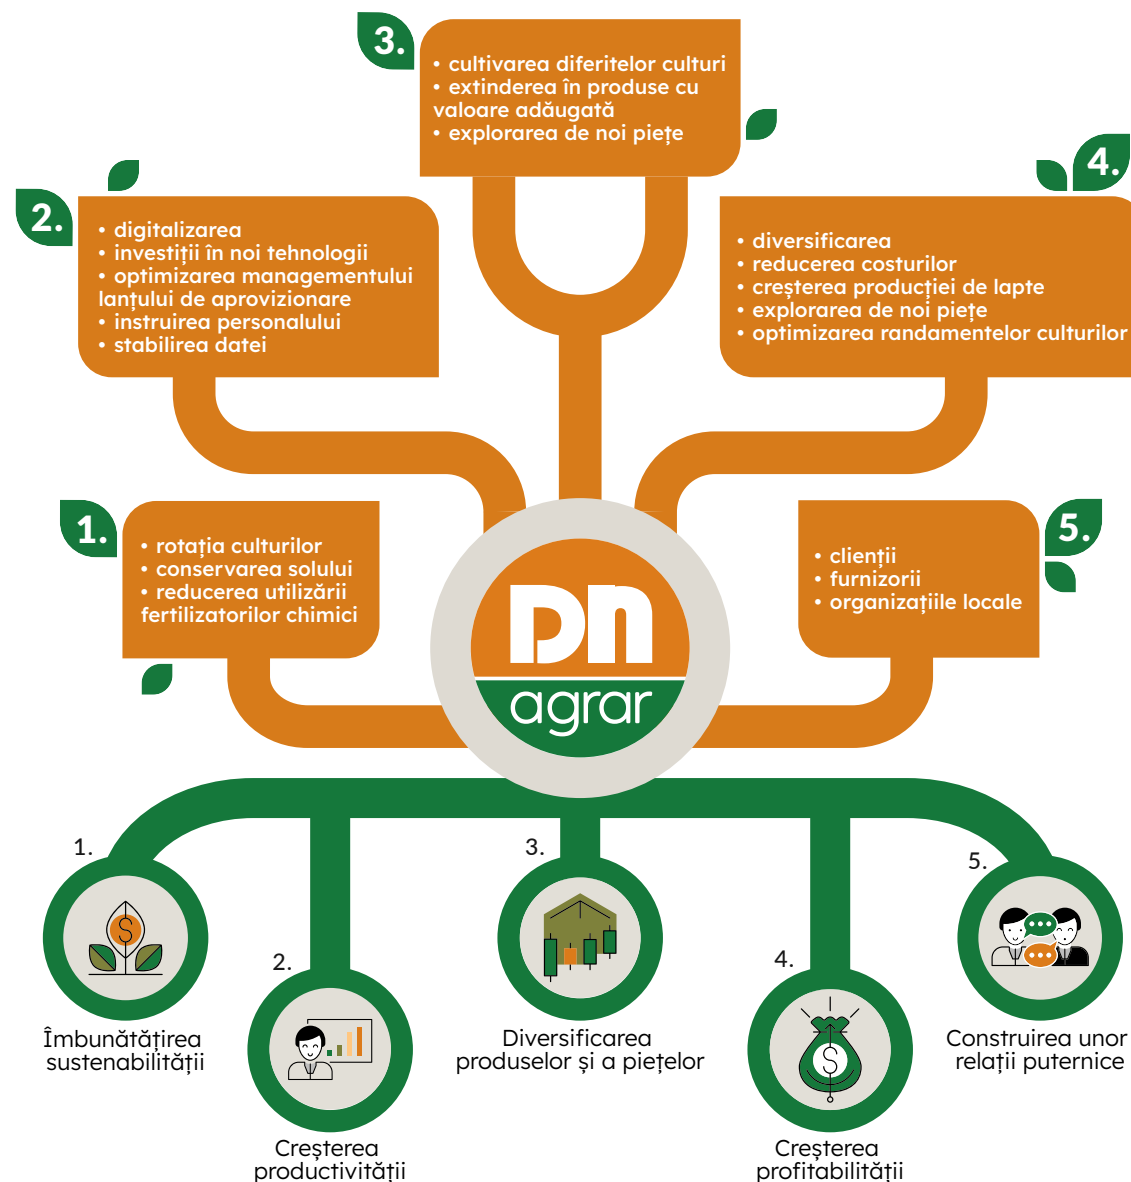 3.
• cultivarea diferitelor culturi
• extinderea în produse cu
valoare adăugată
• explorarea de noi piețe
2.
• digitalizarea
• investiții în noi tehnologii
• optimizarea managementului
lanțului de aprovizionare
• instruirea personalului
• stabilirea datei
4.
• diversificarea
• reducerea costurilor
• creșterea producției de lapte
• explorarea de noi piețe
• optimizarea randamentelor culturilor
1.
• rotația culturilor
• conservarea solului
• reducerea utilizării
fertilizatorilor chimici
5.
• clienții
• furnizorii
• organizațiile locale
DN
agrar
1.
Îmbunătățirea
sustenabilității
2.
Creșterea
productivității
3.
Diversificarea
produselor și a piețelor
4.
Creșterea
profitabilității
5.
Construirea unor
relații puternice